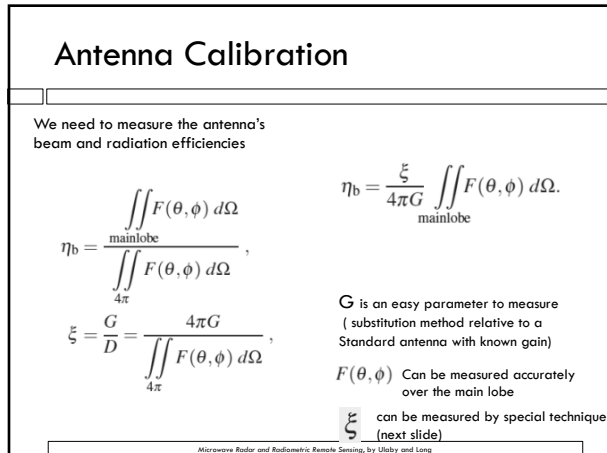 Antenna Calibration
We need to measure the antenna's
beam and radiation efficiencies
η_b = ∬_mainlobe F(θ,ϕ) dΩ / ∬_4π F(θ,ϕ) dΩ ,
ξ = G/D = 4πG / ∬_4π F(θ,ϕ) dΩ ,
η_b = ξ/4πG ∬_mainlobe F(θ,ϕ) dΩ.
G is an easy parameter to measure
( substitution method relative to a
Standard antenna with known gain)
F(θ,ϕ) Can be measured accurately
over the main lobe
ξ can be measured by special technique
(next slide)
Microwave Radar and Radiometric Remote Sensing, by Ulaby and Long